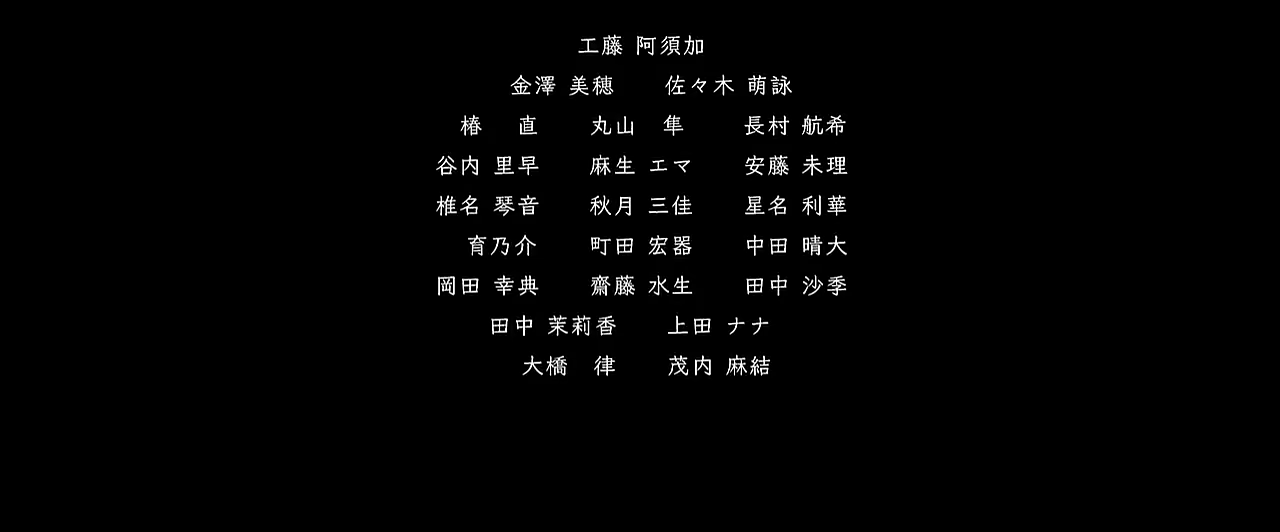 工藤 阿須加
金澤 美穂　佐々木 萌詠
椿　直　丸山　隼　長村 航希
谷内 里早　麻生 エマ　安藤 未理
椎名 琴音　秋月 三佳　星名 利華
育乃介　町田 宏器　中田 晴大
岡田 幸典　齋藤 水生　田中 沙季
田中 茉莉香　上田 ナナ
大橋　律　茂内 麻結